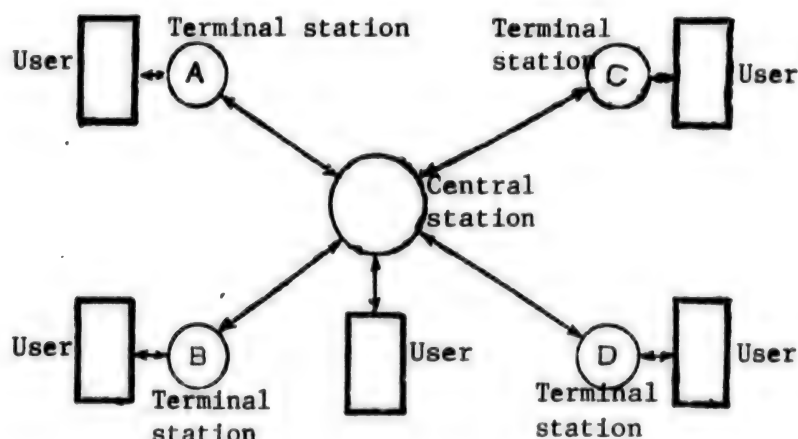 Terminal station
Terminal
station
User
A
C
User
Central
station
User
B
User
D
User
Terminal
station
Terminal
station